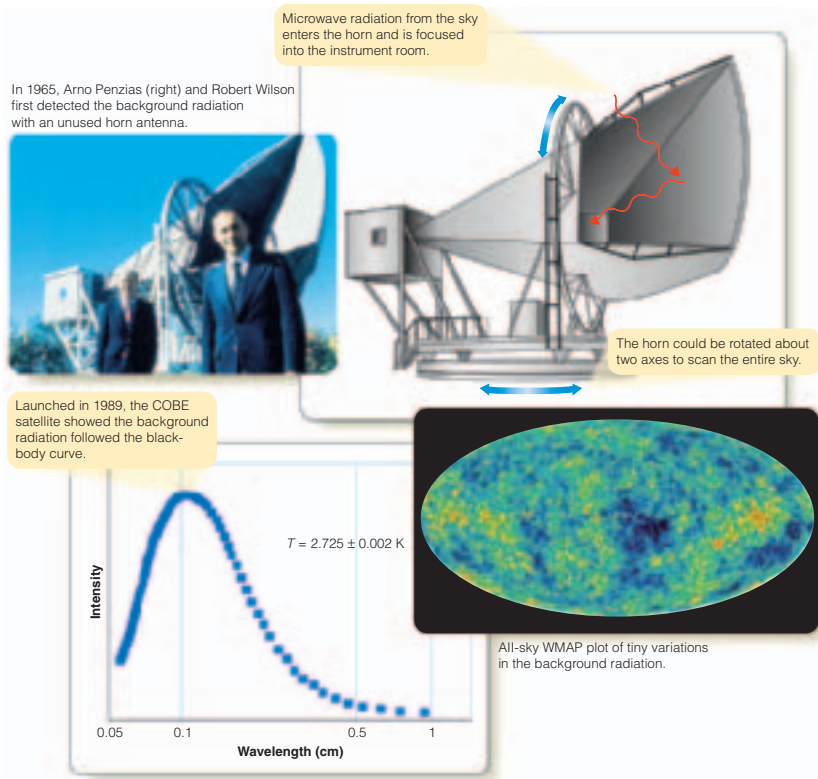 Microwave radiation from the sky
enters the horn and is focused
into the instrument room.
In 1965, Arno Penzias (right) and Robert Wilson
first detected the background radiation
with an unused horn antenna.
The horn could be rotated about
two axes to scan the entire sky.
Launched in 1989, the COBE
satellite showed the background
radiation followed the black-
body curve.
T = 2.725 ± 0.002 K
Intensity
0.05 0.1 0.5 1
Wavelength (cm)
All-sky WMAP plot of tiny variations
in the background radiation.